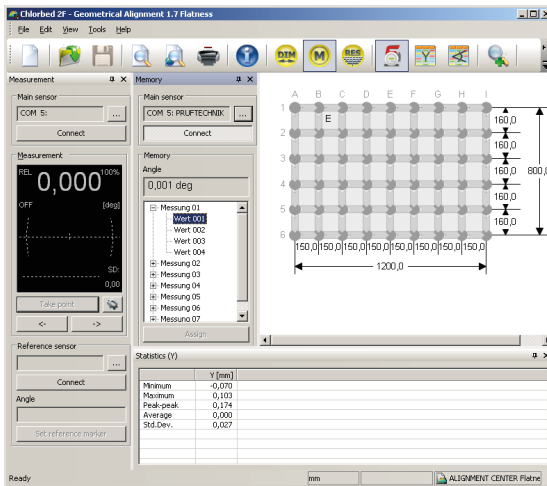 Chlorbed 2F - Geometrical Alignment 1.7 Flatness
File Edit View Tools Help
DIM M RES
Measurement
Main sensor
COM 5: ...
Connect
Measurement
REL 0,000 100%
OFF [deg]
SD:
0,00
Take point
<- ->
Reference sensor
...
Connect
Angle
Set reference marker
Memory
Main sensor
COM 5: PRUFTECHNIK ...
Connect
Memory
Angle
0,001 deg
Messung 01
Wert 001
Wert 002
Wert 003
Wert 004
Messung 02
Messung 03
Messung 04
Messung 05
Messung 06
Messung 07
Assign
A B C D E F G H I
1
E
160,0
2
160,0
3
160,0 800,0
4
160,0
5
160,0
6
150,0 150,0 150,0 150,0 150,0 150,0 150,0 150,0
1200,0
Statistics (Y)
Y [mm]
Minimum -0,070
Maximum 0,103
Peak-peak 0,174
Average 0,000
Std.Dev. 0,027
Ready mm ALIGNMENT CENTER Flatne